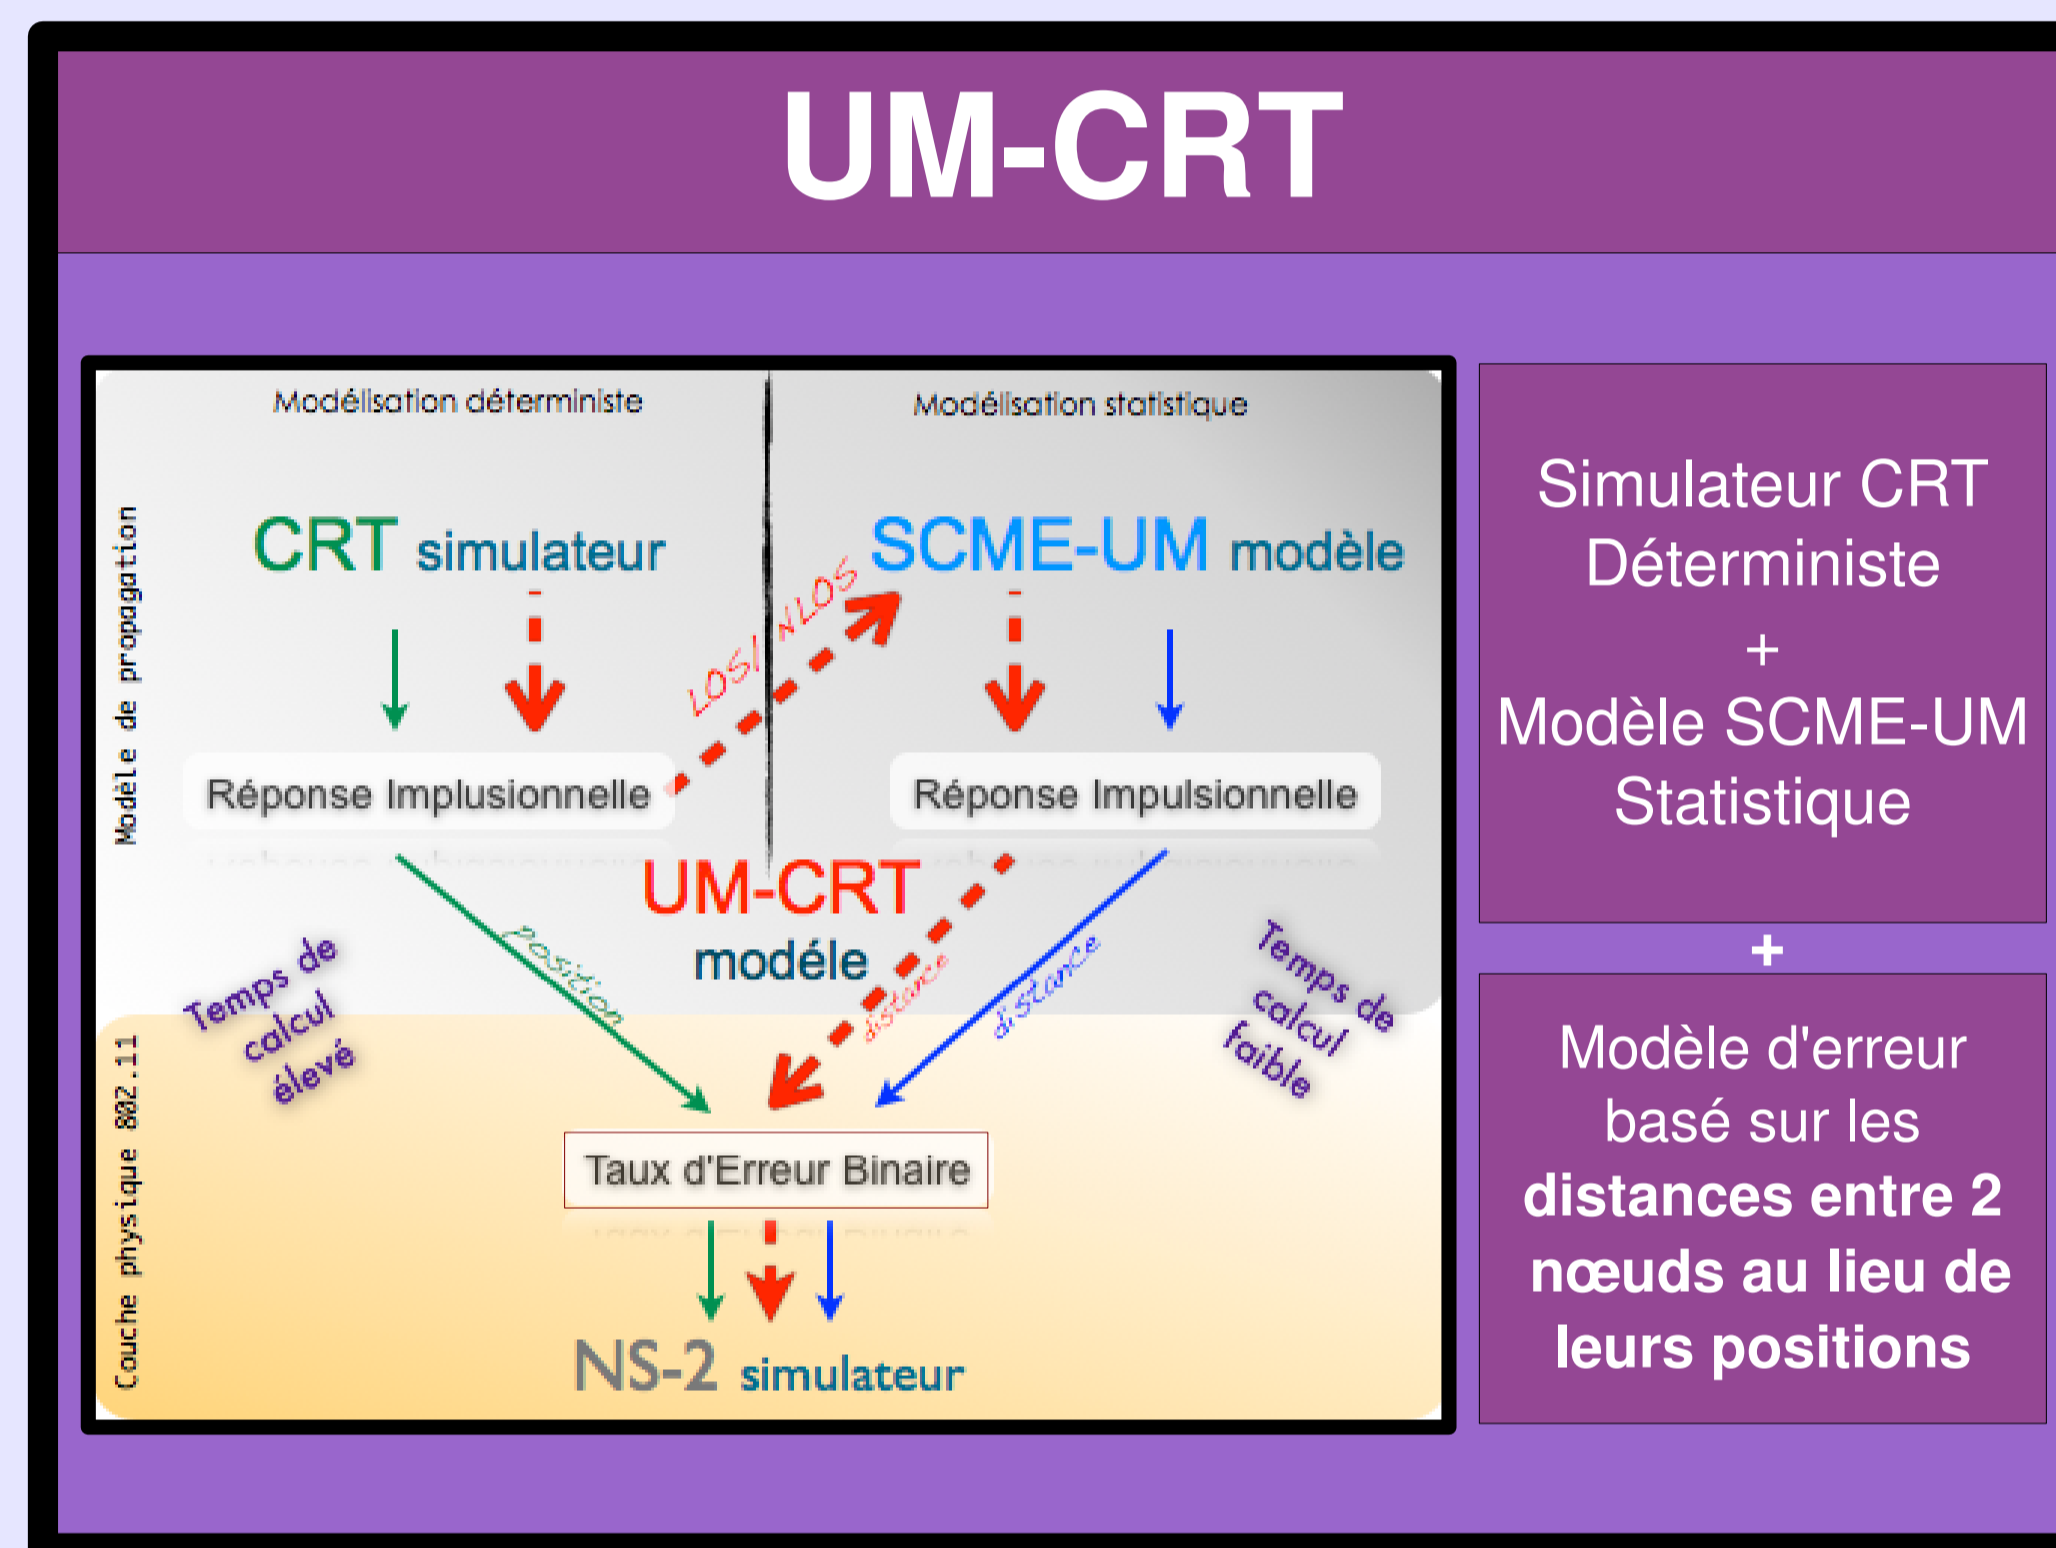 UM-CRT
Modélisation déterministe
Modélisation statistique
Modèle de propagation
CRT simulateur
SCME-UM modèle
LOS/ NLOS
Réponse Implusionnelle
Réponse Impulsionnelle
UM-CRT
modéle
position
distance
distance
Temps de
calcul
élevé
Temps de
calcul
faible
Couche physique 802.11
Taux d'Erreur Binaire
NS-2 simulateur
Simulateur CRT
Déterministe
+
Modèle SCME-UM
Statistique
+
Modèle d'erreur
basé sur les
distances entre 2
nœuds au lieu de
leurs positions